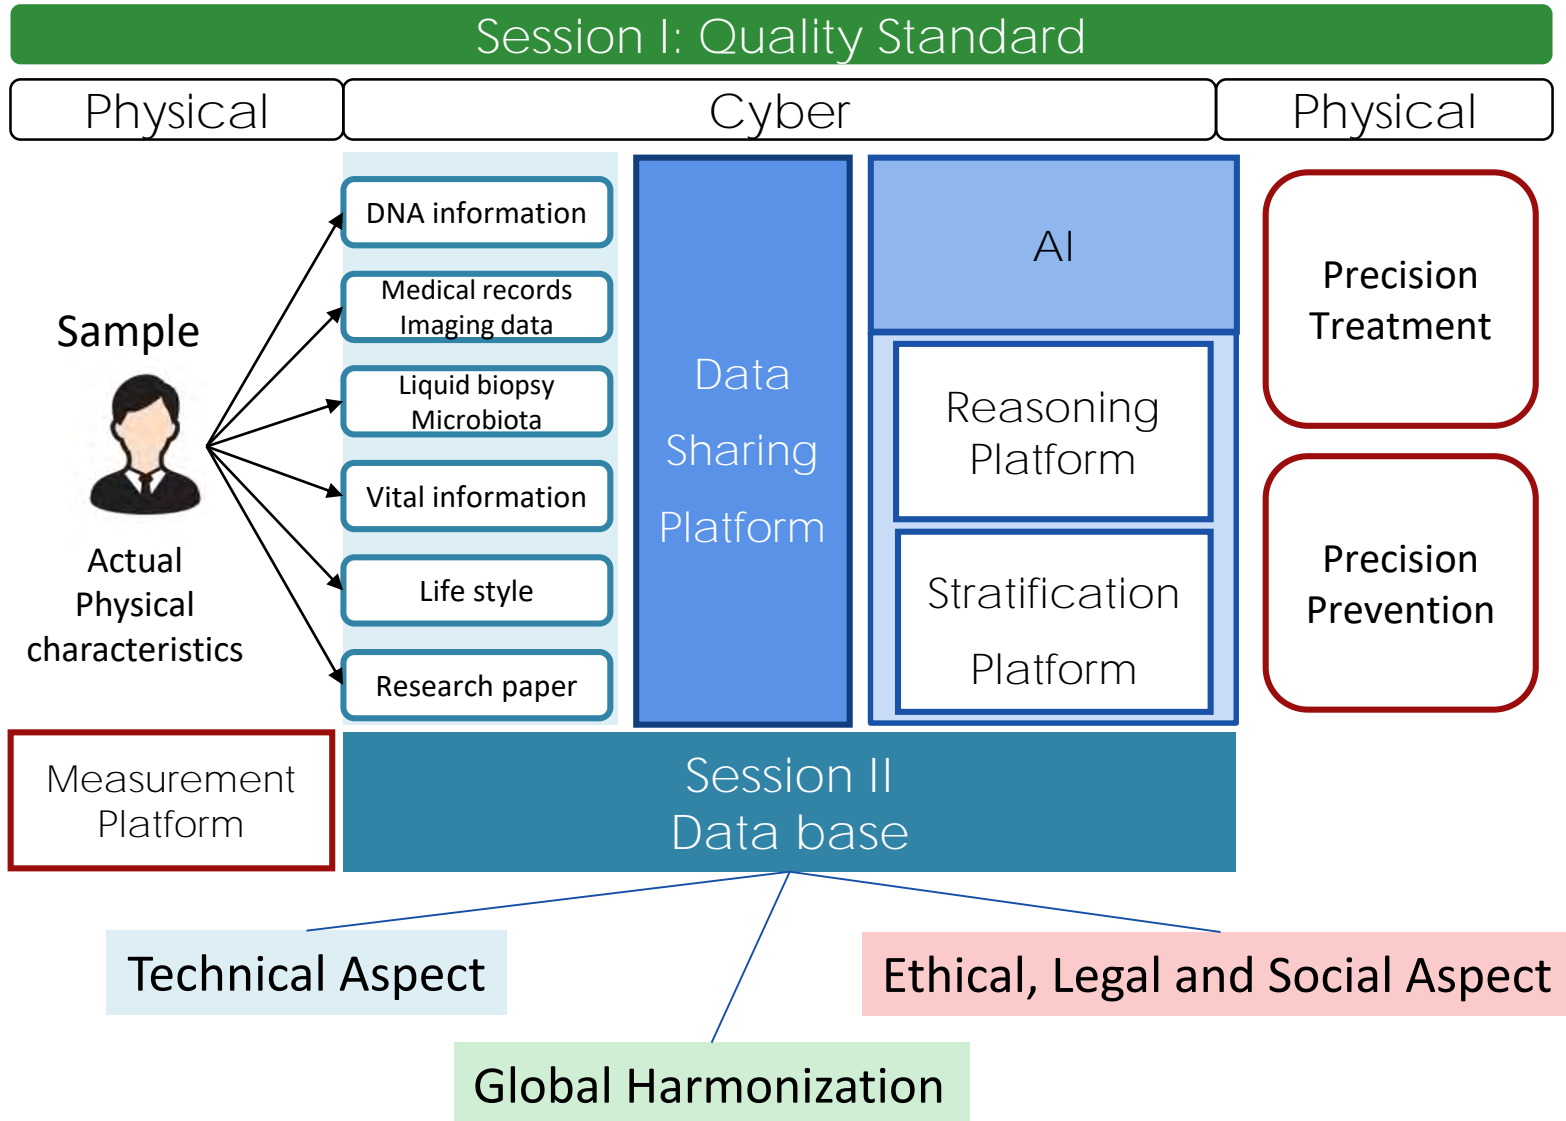 Session I: Quality Standard
Physical
Cyber
Physical
Sample
Actual
Physical
characteristics
DNA information
Medical records
Imaging data
Liquid biopsy
Microbiota
Vital information
Life style
Research paper
Data
Sharing
Platform
AI
Reasoning
Platform
Stratification
Platform
Precision
Treatment
Precision
Prevention
Measurement
Platform
Session II
Data base
Technical Aspect
Ethical, Legal and Social Aspect
Global Harmonization